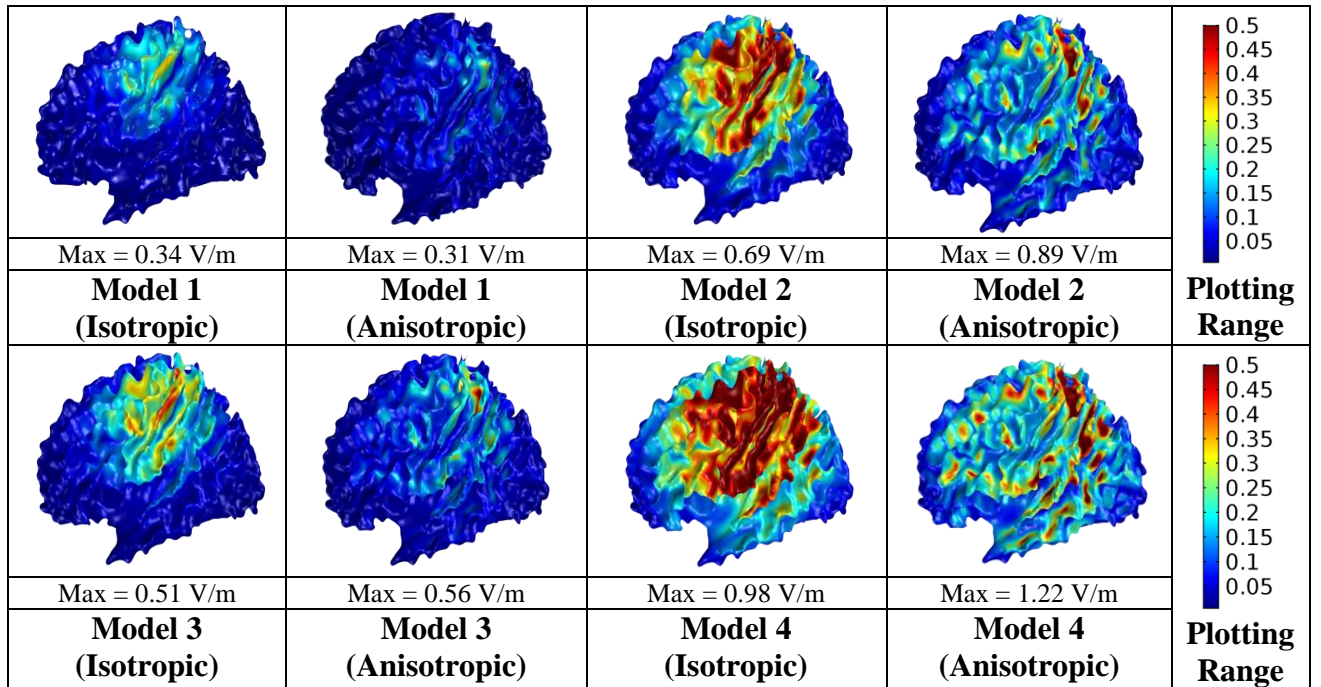 0.5
0.45
0.4
0.35
0.3
0.25
0.2
0.15
0.1
0.05
Max = 0.34 V/m
Max = 0.31 V/m
Max = 0.69 V/m
Max = 0.89 V/m
Model 1
(Isotropic)
Model 1
(Anisotropic)
Model 2
(Isotropic)
Model 2
(Anisotropic)
Plotting
Range
0.5
0.45
0.4
0.35
0.3
0.25
0.2
0.15
0.1
0.05
Max = 0.51 V/m
Max = 0.56 V/m
Max = 0.98 V/m
Max = 1.22 V/m
Model 3
(Isotropic)
Model 3
(Anisotropic)
Model 4
(Isotropic)
Model 4
(Anisotropic)
Plotting
Range